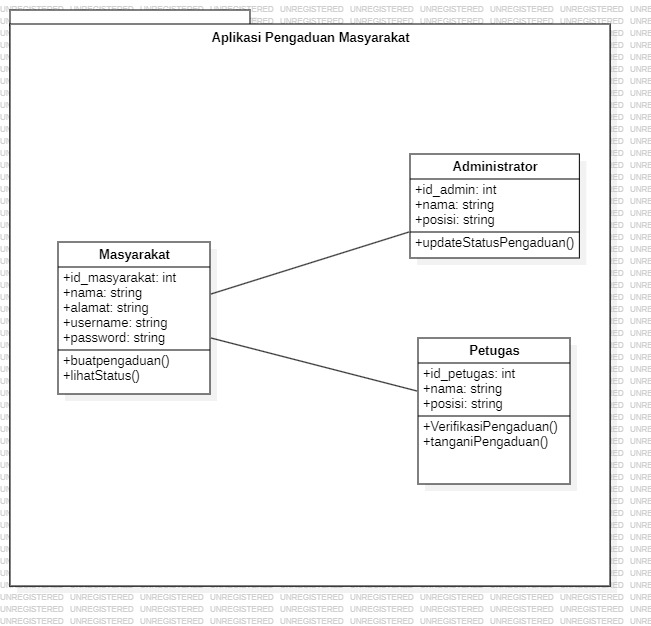 Aplikasi Pengaduan Masyarakat
Administrator
+id_admin: int
+nama: string
+posisi: string
+updateStatusPengaduan()
Masyarakat
+id_masyarakat: int
+nama: string
+alamat: string
+username: string
+password: string
+buatpengaduan()
+lihatStatus()
Petugas
+id_petugas: int
+nama: string
+posisi: string
+VerifikasiPengaduan()
+tanganiPengaduan()
UNREGISTERED UNREGISTERED UNREGISTERED UNREGISTERED UNREGISTERED UNREGISTERED UNREGISTERED UNREGISTERED UNREGISTERED